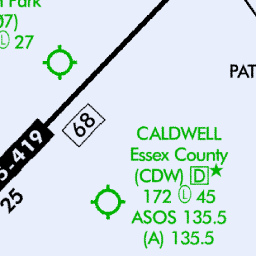 Park
07)
Ⓛ 27
68
-419
25
PAT
CALDWELL
Essex County
(CDW) D★
172 Ⓛ 45
ASOS 135.5
(A) 135.5